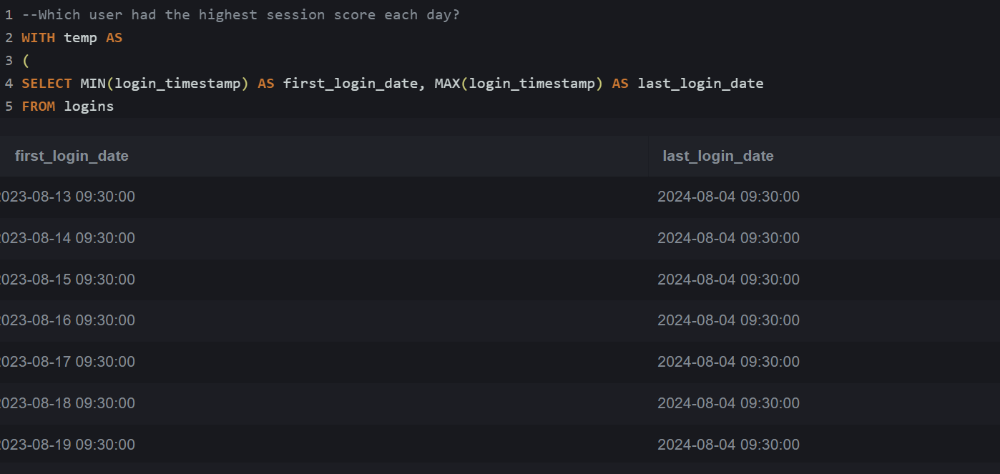 1 --Which user had the highest session score each day?
2 WITH temp AS
3 (
4 SELECT MIN(login_timestamp) AS first_login_date, MAX(login_timestamp) AS last_login_date
5 FROM logins
first_login_date last_login_date
023-08-13 09:30:00 2024-08-04 09:30:00
023-08-14 09:30:00 2024-08-04 09:30:00
023-08-15 09:30:00 2024-08-04 09:30:00
023-08-16 09:30:00 2024-08-04 09:30:00
023-08-17 09:30:00 2024-08-04 09:30:00
023-08-18 09:30:00 2024-08-04 09:30:00
023-08-19 09:30:00 2024-08-04 09:30:00